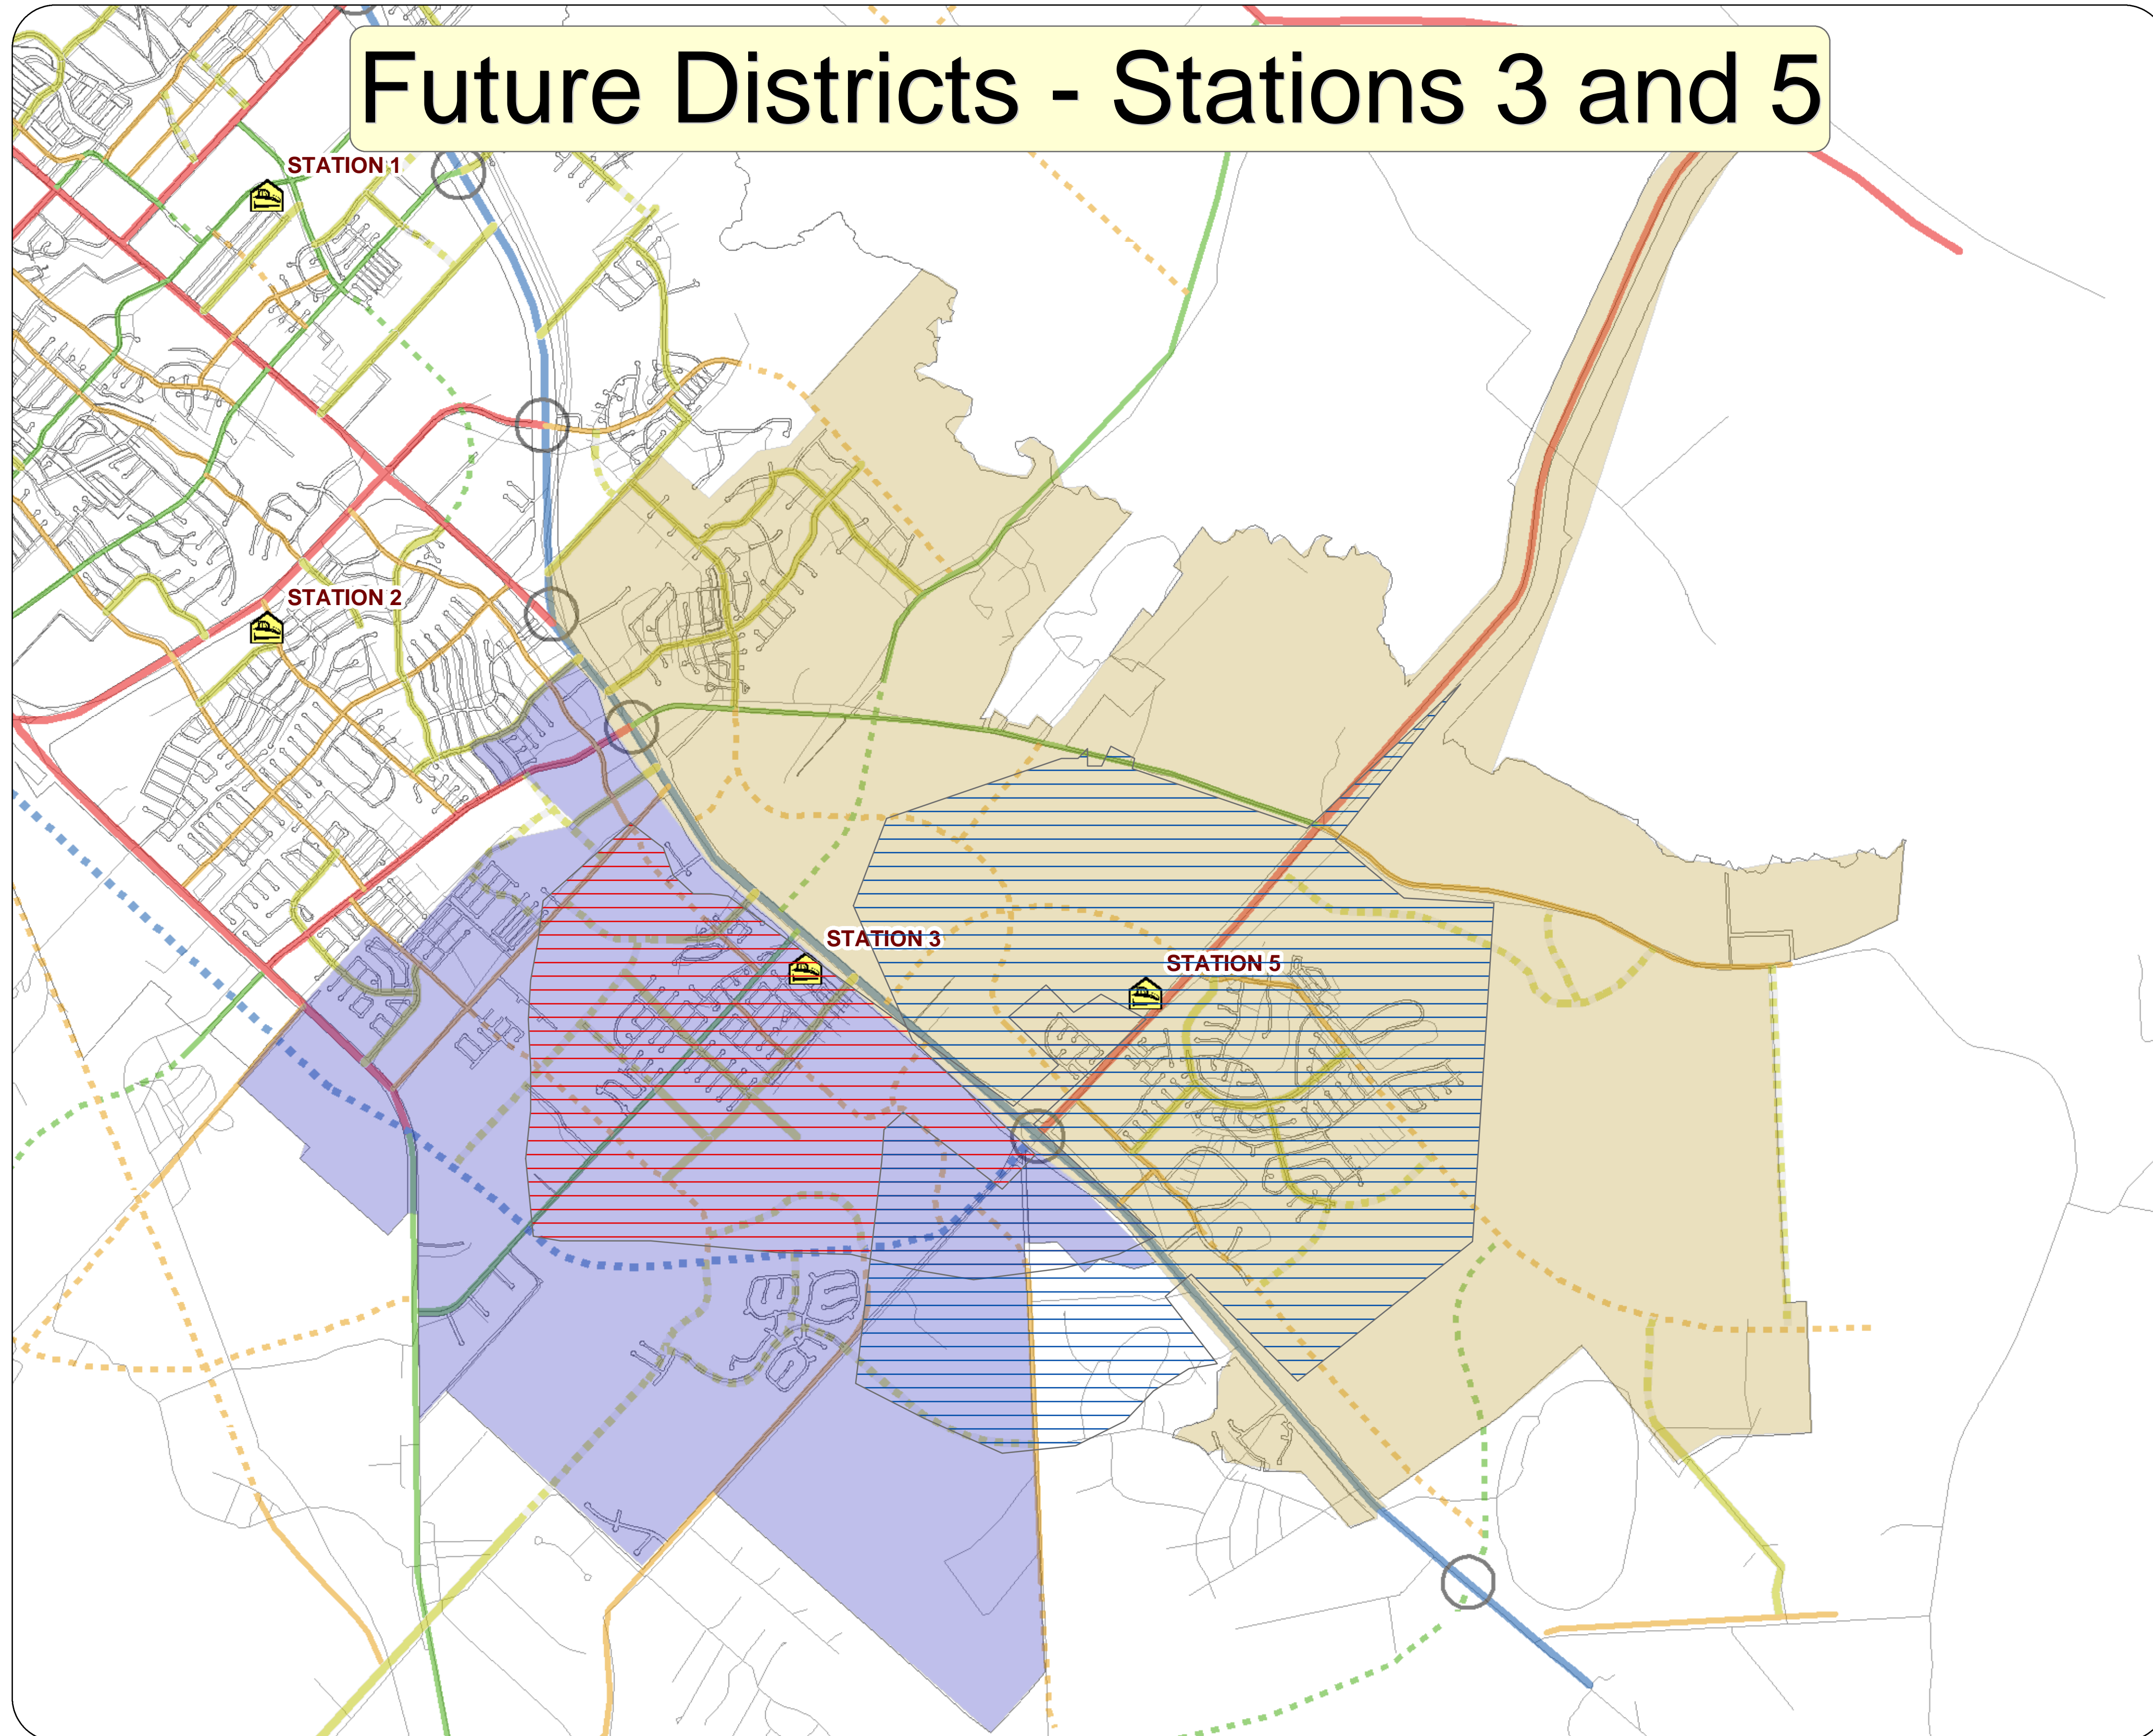 Future Districts - Stations 3 and 5
STATION 1
STATION 2
STATION 3
STATION 5